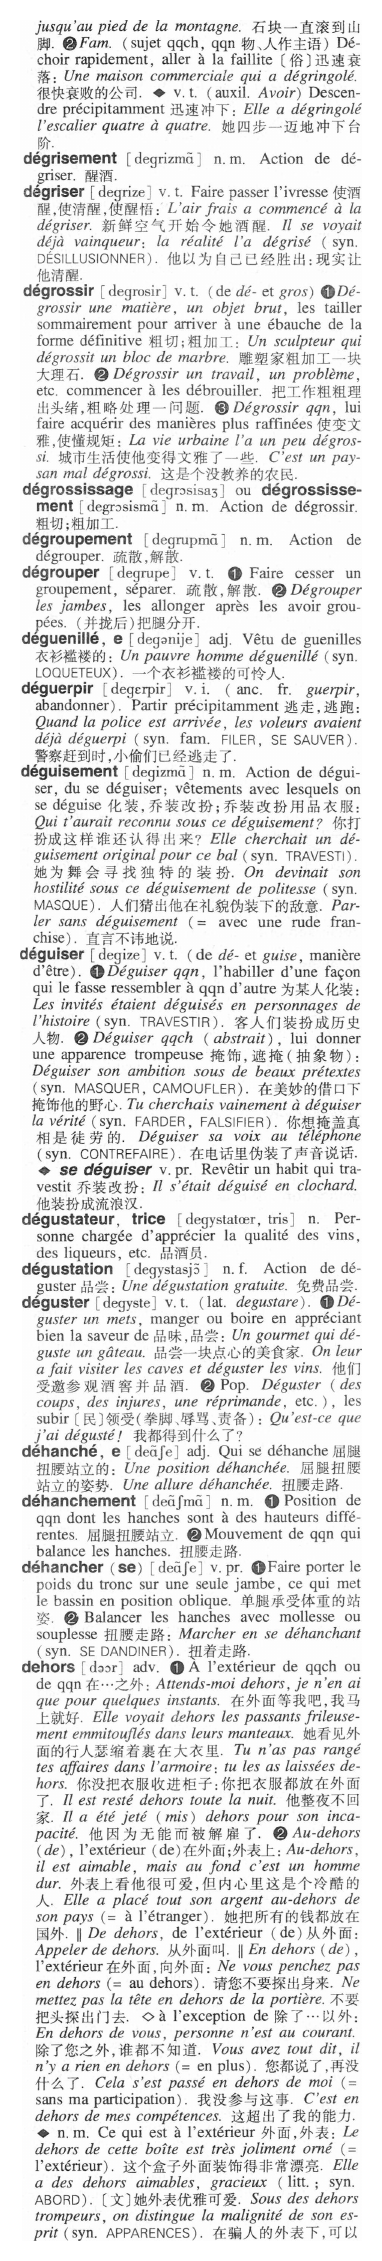 jusqu'au pied de la montagne. 石块一直滚到山
脚. ❷ Fam. (sujet qqch, qqn 物、人作主语) Dé-
choir rapidement, aller à la faillite [俗]迅速衰
落: Une maison commerciale qui a dégringolé.
很快衰败的公司. ◆ v. t. (auxil. Avoir) Descen-
dre précipitamment 迅速冲下: Elle a dégringolé
l'escalier quatre à quatre. 她四步一迈地冲下台
阶.
dégrisement [degrizmɑ̃] n. m. Action de dé-
griser. 醒酒.
dégriser [degrize] v. t. Faire passer l'ivresse 使酒
醒,使清醒,使醒悟: L'air frais a commencé à la
dégriser. 新鲜空气开始令她酒醒. Il se voyait
déjà vainqueur: la réalité l'a dégrisé (syn.
DÉSILLUSIONNER). 他以为自己已经胜出:现实让
他清醒.
dégrossir [degrosir] v. t. (de dé- et gros) ❶ Dé-
grossir une matière, un objet brut, les tailler
sommairement pour arriver à une ébauche de la
forme définitive 粗切;粗加工: Un sculpteur qui
dégrossit un bloc de marbre. 雕塑家粗加工一块
大理石. ❷ Dégrossir un travail, un problème,
etc. commencer à les débrouiller. 把工作粗粗理
出头绪,粗略处理一问题. ❸ Dégrossir qqn, lui
faire acquérir des manières plus raffinées 使变文
雅,使懂规矩: La vie urbaine l'a un peu dégros-
si. 城市生活使他变得文雅了一些. C'est un pay-
san mal dégrossi. 这是个没教养的农民.
dégrossissage [degrɔsisaʒ] ou dégrossisse-
ment [degrɔsismɑ̃] n. m. Action de dégrossir.
粗切;粗加工.
dégroupement [degrupmɑ̃] n. m. Action de
dégrouper. 疏散,解散.
dégrouper [degrupe] v. t. ❶ Faire cesser un
groupement, séparer. 疏散,解散. ❷ Dégrouper
les jambes, les allonger après les avoir grou-
pées. (并拢后)把腿分开.
déguenillé, e [degənije] adj. Vêtu de guenilles
衣衫褴褛的: Un pauvre homme déguenillé (syn.
LOQUETEUX). 一个衣衫褴褛的可怜人.
déguerpir [degɛrpir] v. i. (anc. fr. guerpir,
abandonner). Partir précipitamment 逃走,逃跑:
Quand la police est arrivée, les voleurs avaient
déjà déguerpi (syn. fam. FILER, SE SAUVER).
警察赶到时,小偷们已经逃走了.
déguisement [degizmɑ̃] n. m. Action de dégui-
ser, du se déguiser; vêtements avec lesquels on
se déguise 化装,乔装改扮;乔装改扮用品衣服:
Qui t'aurait reconnu sous ce déguisement? 你打
扮成这样谁还认得出来? Elle cherchait un dé-
guisement original pour ce bal (syn. TRAVESTI).
她为舞会寻找独特的装扮. On devinait son
hostilité sous ce déguisement de politesse (syn.
MASQUE). 人们猜出他在礼貌伪装下的敌意. Par-
ler sans déguisement (= avec une rude fran-
chise). 直言不讳地说.
déguiser [degize] v. t. (de dé- et guise, manière
d'être). ❶ Déguiser qqn, l'habiller d'une façon
qui le fasse ressembler à qqn d'autre 为某人化装:
Les invités étaient déguisés en personnages de
l'histoire (syn. TRAVESTIR). 客人们装扮成历史
人物. ❷ Déguiser qqch (abstrait), lui donner
une apparence trompeuse 掩饰,遮掩(抽象物):
Déguiser son ambition sous de beaux prétextes
(syn. MASQUER, CAMOUFLER). 在美妙的借口下
掩饰他的野心. Tu cherchais vainement à déguiser
la vérité (syn. FARDER, FALSIFIER). 你想掩盖真
相是徒劳的. Déguiser sa voix au téléphone
(syn. CONTREFAIRE). 在电话里伪装了声音说话.
◆ se déguiser v. pr. Revêtir un habit qui tra-
vestit 乔装改扮: Il s'était déguisé en clochard.
他装扮成流浪汉.
dégustateur, trice [degystatœr, tris] n. Per-
sonne chargée d'apprécier la qualité des vins,
des liqueurs, etc. 品酒员.
dégustation [degystasjɔ̃] n. f. Action de dé-
guster 品尝: Une dégustation gratuite. 免费品尝.
déguster [degyste] v. t. (lat. degustare). ❶ Dé-
guster un mets, manger ou boire en appréciant
bien la saveur de 品味,品尝: Un gourmet qui dé-
guste un gâteau. 品尝一块点心的美食家. On leur
a fait visiter les caves et déguster les vins. 他们
受邀参观酒窖并品酒. ❷ Pop. Déguster (des
coups, des injures, une réprimande, etc.), les
subir [民]领受(拳脚、辱骂、责备): Qu'est-ce que
j'ai dégusté! 我都得到什么了?
déhanché, e [deɑ̃ʃe] adj. Qui se déhanche 屈腿
扭腰站立的: Une position déhanchée. 屈腿扭腰
站立的姿势. Une allure déhanchée. 扭腰走路.
déhanchement [deɑ̃ʃmɑ̃] n. m. ❶ Position de
qqn dont les hanches sont à des hauteurs diffé-
rentes. 屈腿扭腰站立. ❷ Mouvement de qqn qui
balance les hanches. 扭腰走路.
déhancher (se) [deɑ̃ʃe] v. pr. ❶ Faire porter le
poids du tronc sur une seule jambe, ce qui met
le bassin en position oblique. 单腿承受体重的站
姿. ❷ Balancer les hanches avec mollesse ou
souplesse 扭腰走路: Marcher en se déhanchant
(syn. SE DANDINER). 扭着走路.
dehors [dɔɔr] adv. ❶ À l'extérieur de qqch ou
de qqn 在…之外: Attends-moi dehors, je n'en ai
que pour quelques instants. 在外面等我吧,我马
上就好. Elle voyait dehors les passants frileuse-
ment emmitouflés dans leurs manteaux. 她看见外
面的行人瑟缩着裹在大衣里. Tu n'as pas rangé
tes affaires dans l'armoire: tu les as laissées de-
hors. 你没把衣服收进柜子:你把衣服都放在外面
了. Il est resté dehors toute la nuit. 他整夜不回
家. Il a été jeté (mis) dehors pour son inca-
pacité. 他因为无能而被解雇了. ❷ Au-dehors
(de), l'extérieur (de)在外面;外表上: Au-dehors,
il est aimable, mais au fond c'est un homme
dur. 外表上看他很可爱,但内心里这是个冷酷的
人. Elle a placé tout son argent au-dehors de
son pays (= à l'étranger). 她把所有的钱都放在
国外. ‖ De dehors, de l'extérieur (de)从外面:
Appeler de dehors. 从外面叫. ‖ En dehors (de),
l'extérieur 在外面,向外面: Ne vous penchez pas
en dehors (= au dehors). 请您不要探出身来. Ne
mettez pas la tête en dehors de la portière. 不要
把头探出门去. ◇ à l'exception de 除了…以外:
En dehors de vous, personne n'est au courant.
除了您之外,谁都不知道. Vous avez tout dit, il
n'y a rien en dehors (= en plus). 您都说了,再没
什么了. Cela s'est passé en dehors de moi (=
sans ma participation). 我没参与这事. C'est en
dehors de mes compétences. 这超出了我的能力.
◆ n. m. Ce qui est à l'extérieur 外面,外表: Le
dehors de cette boîte est très joliment orné (=
l'extérieur). 这个盒子外面装饰得非常漂亮. Elle
a des dehors aimables, gracieux (litt.; syn.
ABORD). [文]她外表优雅可爱. Sous des dehors
trompeurs, on distingue la malignité de son es-
prit (syn. APPARENCES). 在骗人的外表下,可以